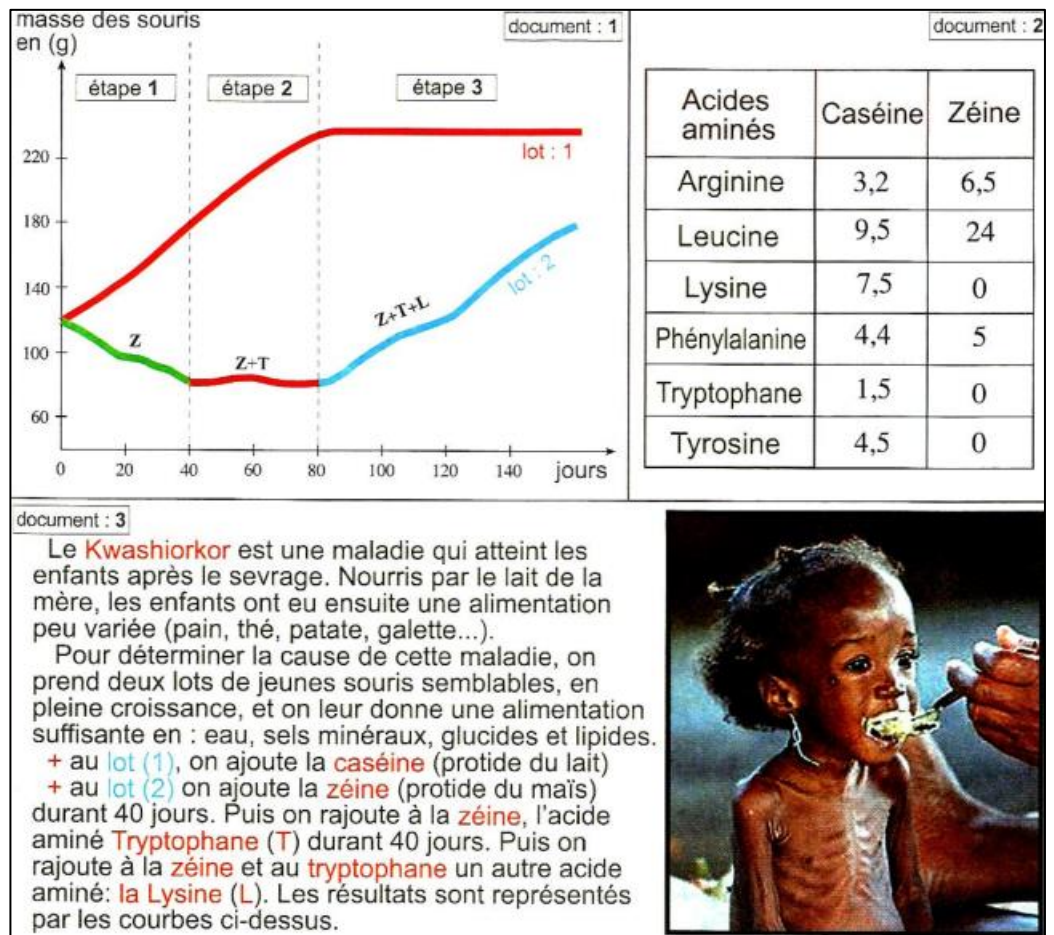 masse des souris
en (g)
document : 1
étape 1
étape 2
étape 3
220
180
140
100
60
lot : 1
lot : 2
Z
Z+T
Z+T+L
0
20
40
60
80
100
120
140
jours
document : 2
Acides aminés Caséine Zéine
Arginine 3,2 6,5
Leucine 9,5 24
Lysine 7,5 0
Phénylalanine 4,4 5
Tryptophane 1,5 0
Tyrosine 4,5 0
document : 3
Le Kwashiorkor est une maladie qui atteint les
enfants après le sevrage. Nourris par le lait de la
mère, les enfants ont eu ensuite une alimentation
peu variée (pain, thé, patate, galette...).
Pour déterminer la cause de cette maladie, on
prend deux lots de jeunes souris semblables, en
pleine croissance, et on leur donne une alimentation
suffisante en : eau, sels minéraux, glucides et lipides.
+ au lot (1), on ajoute la caséine (protide du lait)
+ au lot (2) on ajoute la zéine (protide du maïs)
durant 40 jours. Puis on rajoute à la zéine, l'acide
aminé Tryptophane (T) durant 40 jours. Puis on
rajoute à la zéine et au tryptophane un autre acide
aminé: la Lysine (L). Les résultats sont représentés
par les courbes ci-dessus.